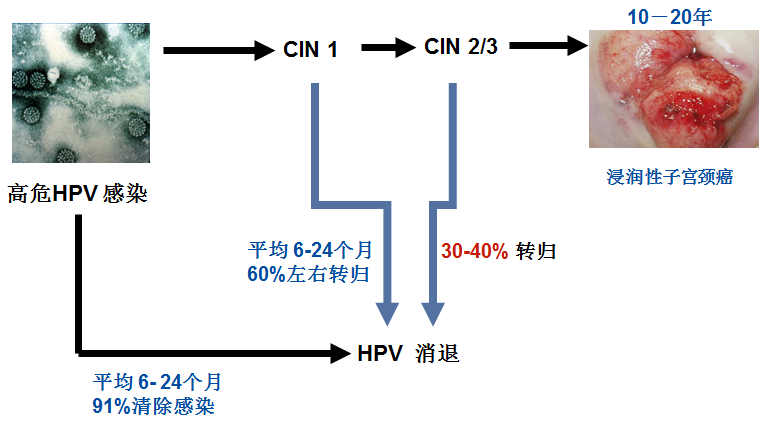 10－20年
CIN 1
CIN 2/3
高危HPV 感染
浸润性子宫颈癌
平均 6-24个月
60%左右转归
30-40% 转归
HPV 消退
平均 6- 24个月
91%清除感染